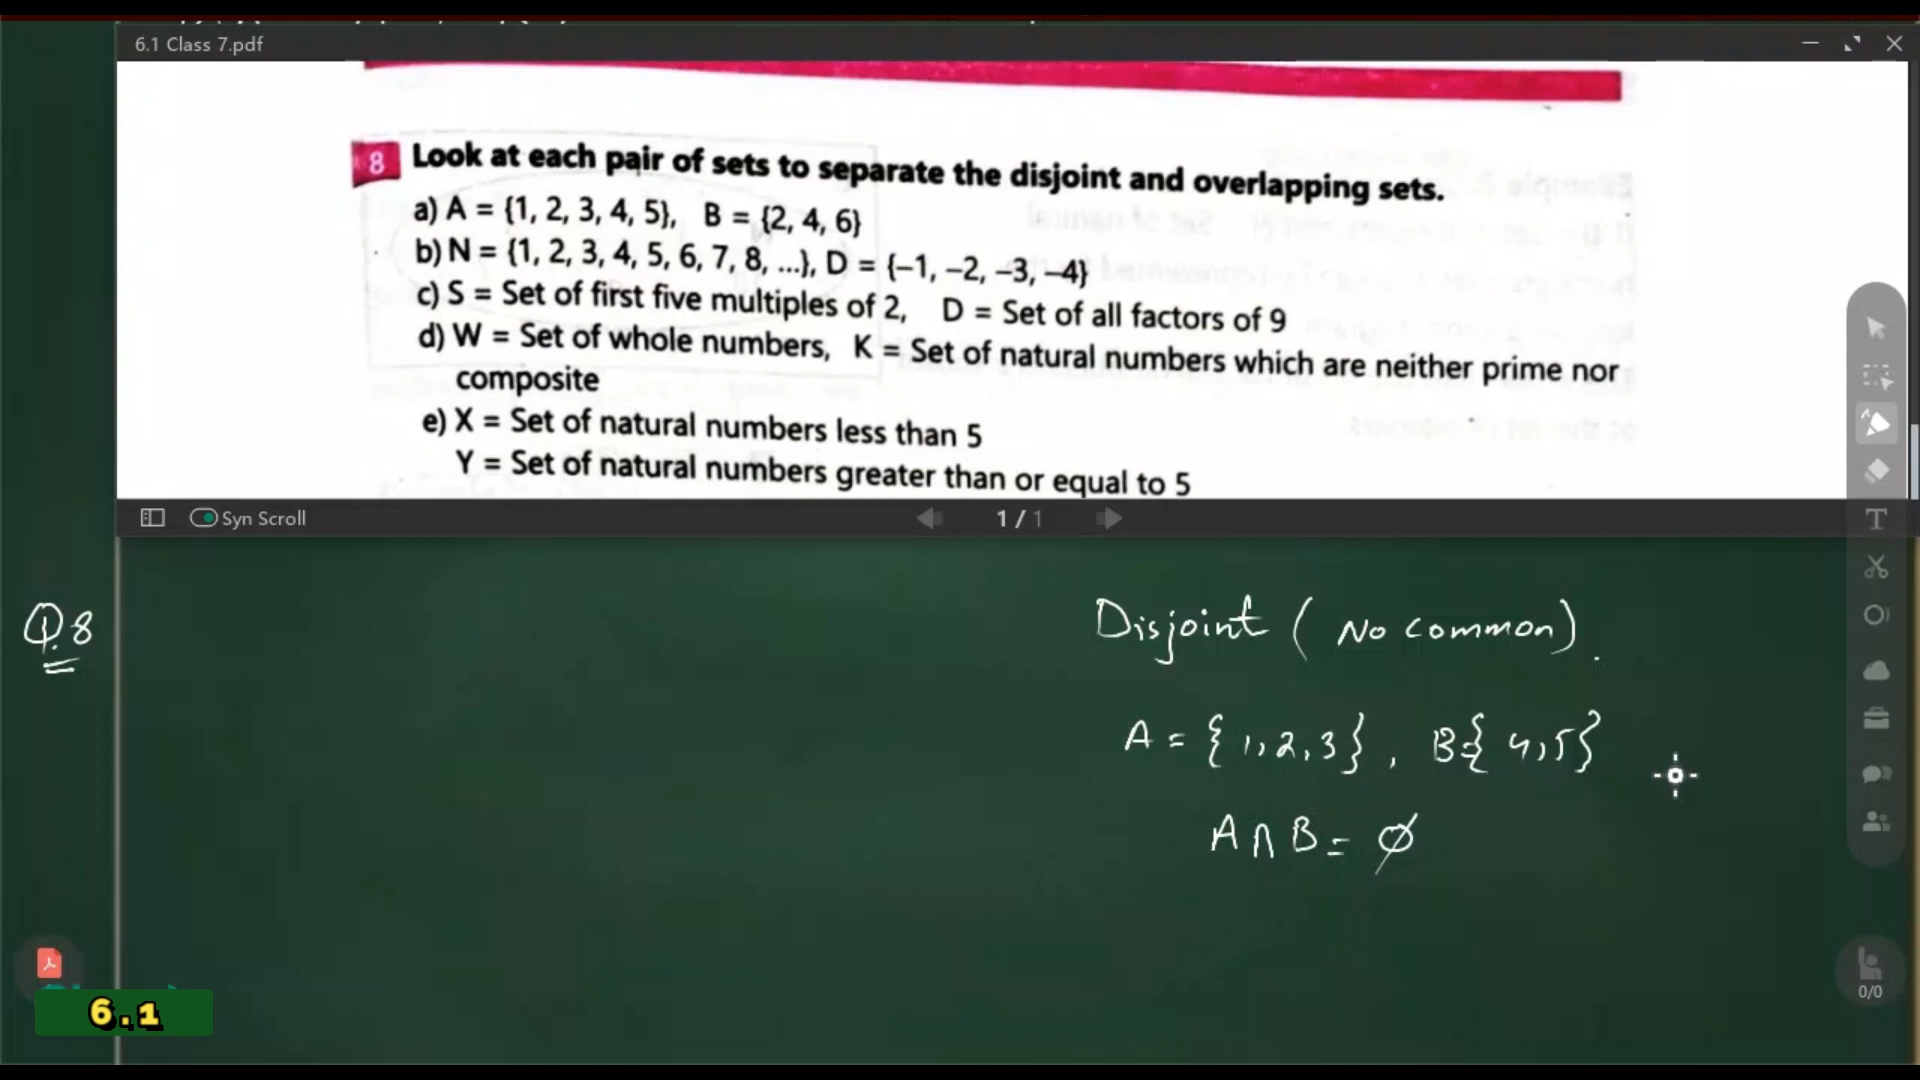 6.1 Class 7.pdf
8 Look at each pair of sets to separate the disjoint and overlapping sets.
a) A = {1, 2, 3, 4, 5}, B = {2, 4, 6}
b) N = {1, 2, 3, 4, 5, 6, 7, 8, ...}, D = {–1, –2, –3, –4}
c) S = Set of first five multiples of 2, D = Set of all factors of 9
d) W = Set of whole numbers, K = Set of natural numbers which are neither prime nor
composite
e) X = Set of natural numbers less than 5
Y = Set of natural numbers greater than or equal to 5
Syn Scroll
1 / 1
Q.8
Disjoint ( No common ).
A = { 1, 2, 3 } , B={ 4, 5 }
A ∩ B = ∅
6.1
0/0